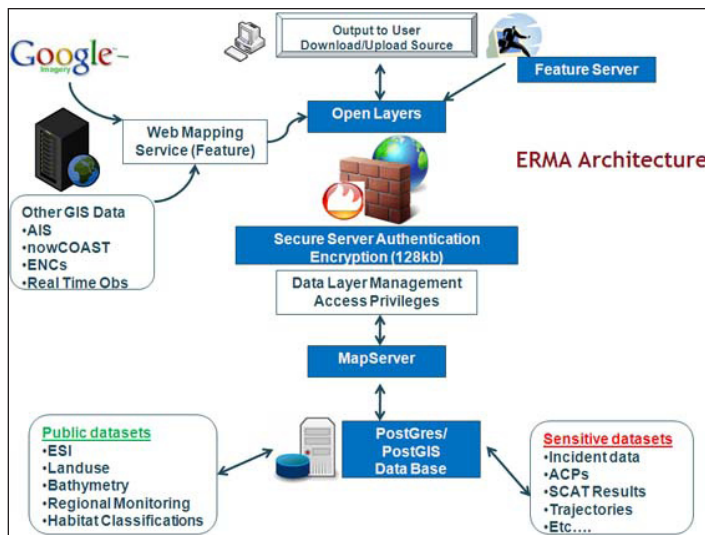 Google™
Imagery
Output to User
Download/Upload Source
Feature Server
Open Layers
Web Mapping
Service (Feature)
ERMA Architecture
Other GIS Data
•AIS
•nowCOAST
•ENCs
•Real Time Obs
Secure Server Authentication
Encryption (128kb)
Data Layer Management
Access Privileges
MapServer
PostGres/
PostGIS
Data Base
Public datasets
•ESI
•Landuse
•Bathymetry
•Regional Monitoring
•Habitat Classifications
Sensitive datasets
•Incident data
•ACPs
•SCAT Results
•Trajectories
•Etc....